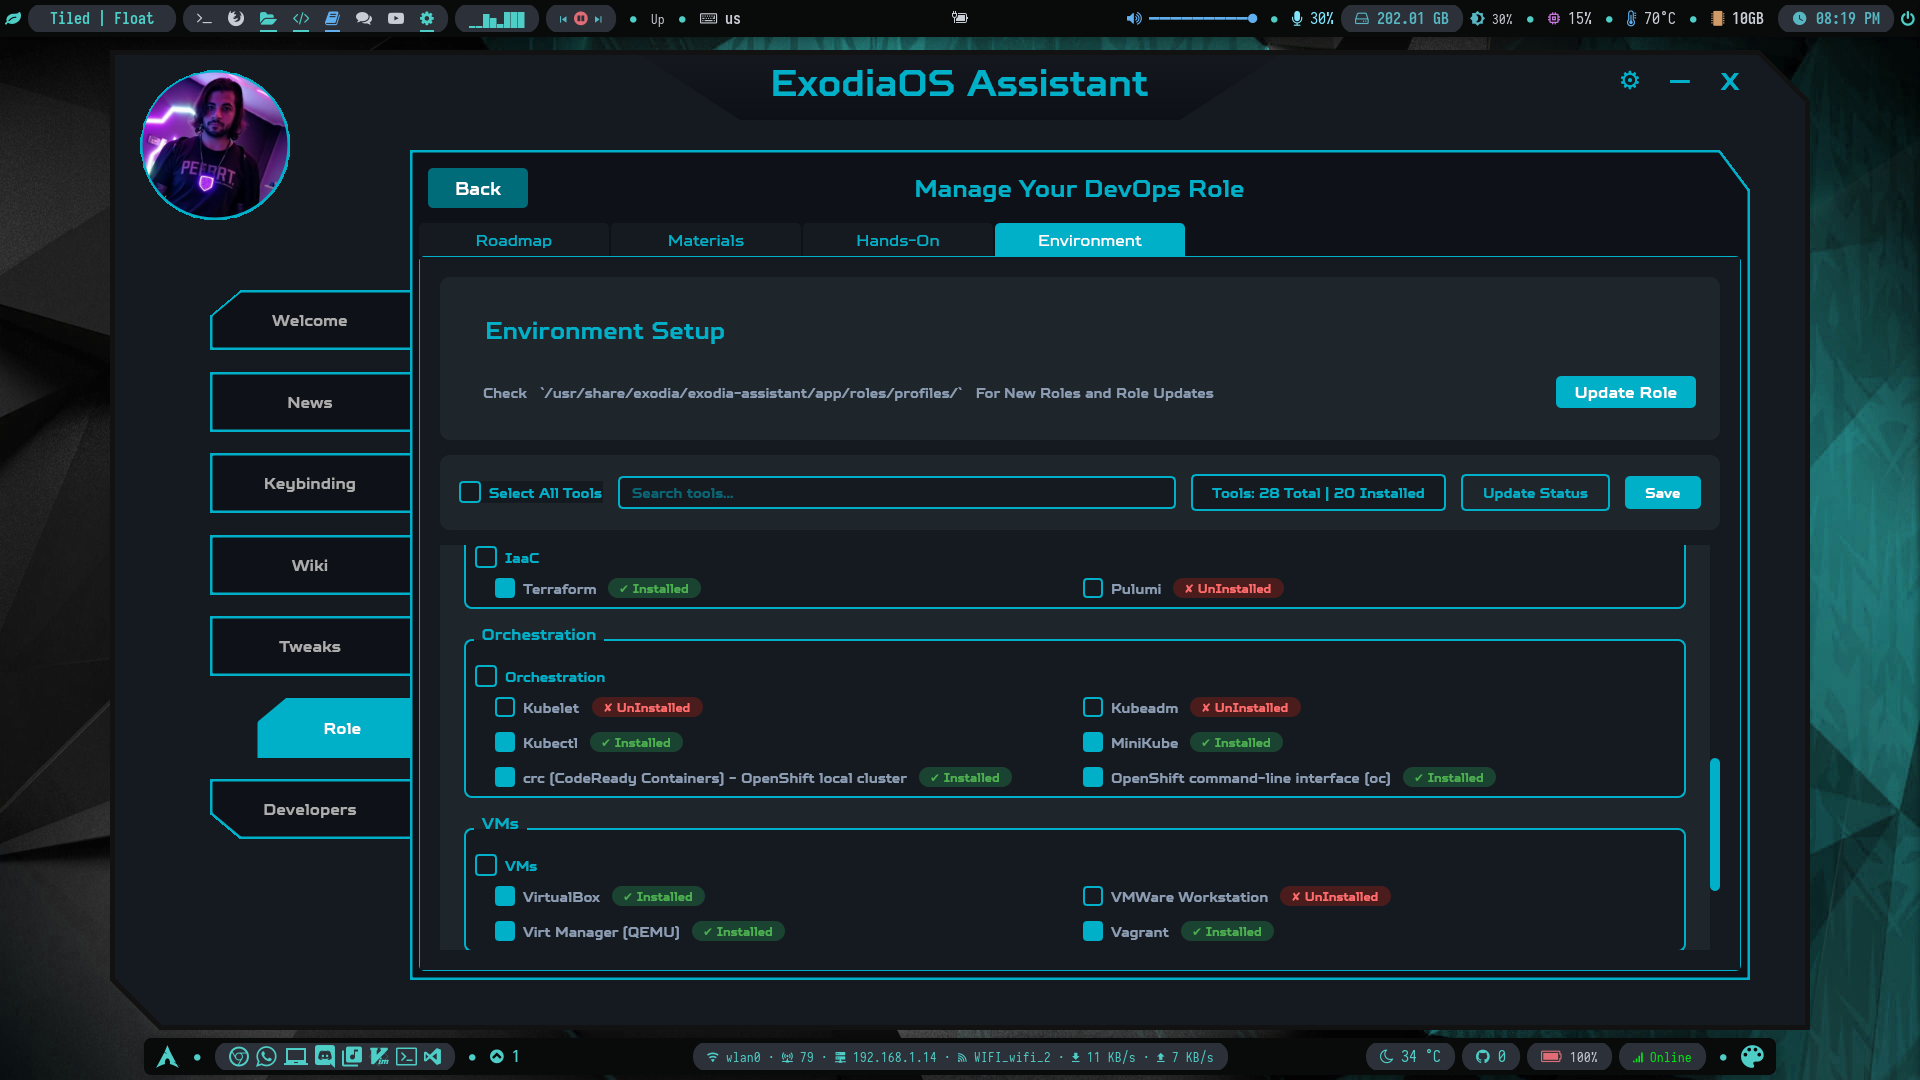 Tiled | Float
Up
us
30%
202.01 GB
30%
15%
70°C
10GB
08:19 PM
ExodiaOS Assistant
X
PEAART.
Back
Manage Your DevOps Role
Roadmap
Materials
Hands-On
Environment
Environment Setup
Check `/usr/share/exodia/exodia-assistant/app/roles/profiles/` For New Roles and Role Updates
Update Role
Welcome
News
Keybinding
Wiki
Tweaks
Role
Developers
Select All Tools
Search tools...
Tools: 28 Total | 20 Installed
Update Status
Save
IaaC
Terraform ✓ Installed
Pulumi ✗ UnInstalled
Orchestration
Orchestration
Kubelet ✗ UnInstalled
Kubeadm ✗ UnInstalled
Kubectl ✓ Installed
MiniKube ✓ Installed
crc (CodeReady Containers) - OpenShift local cluster ✓ Installed
OpenShift command-line interface (oc) ✓ Installed
VMs
VMs
VirtualBox ✓ Installed
VMWare Workstation ✗ UnInstalled
Virt Manager (QEMU) ✓ Installed
Vagrant ✓ Installed
1
wlan0 · 79 · 192.168.1.14 · WIFI_wifi_2 · 11 KB/s · 7 KB/s
34 °C
0
100%
Online